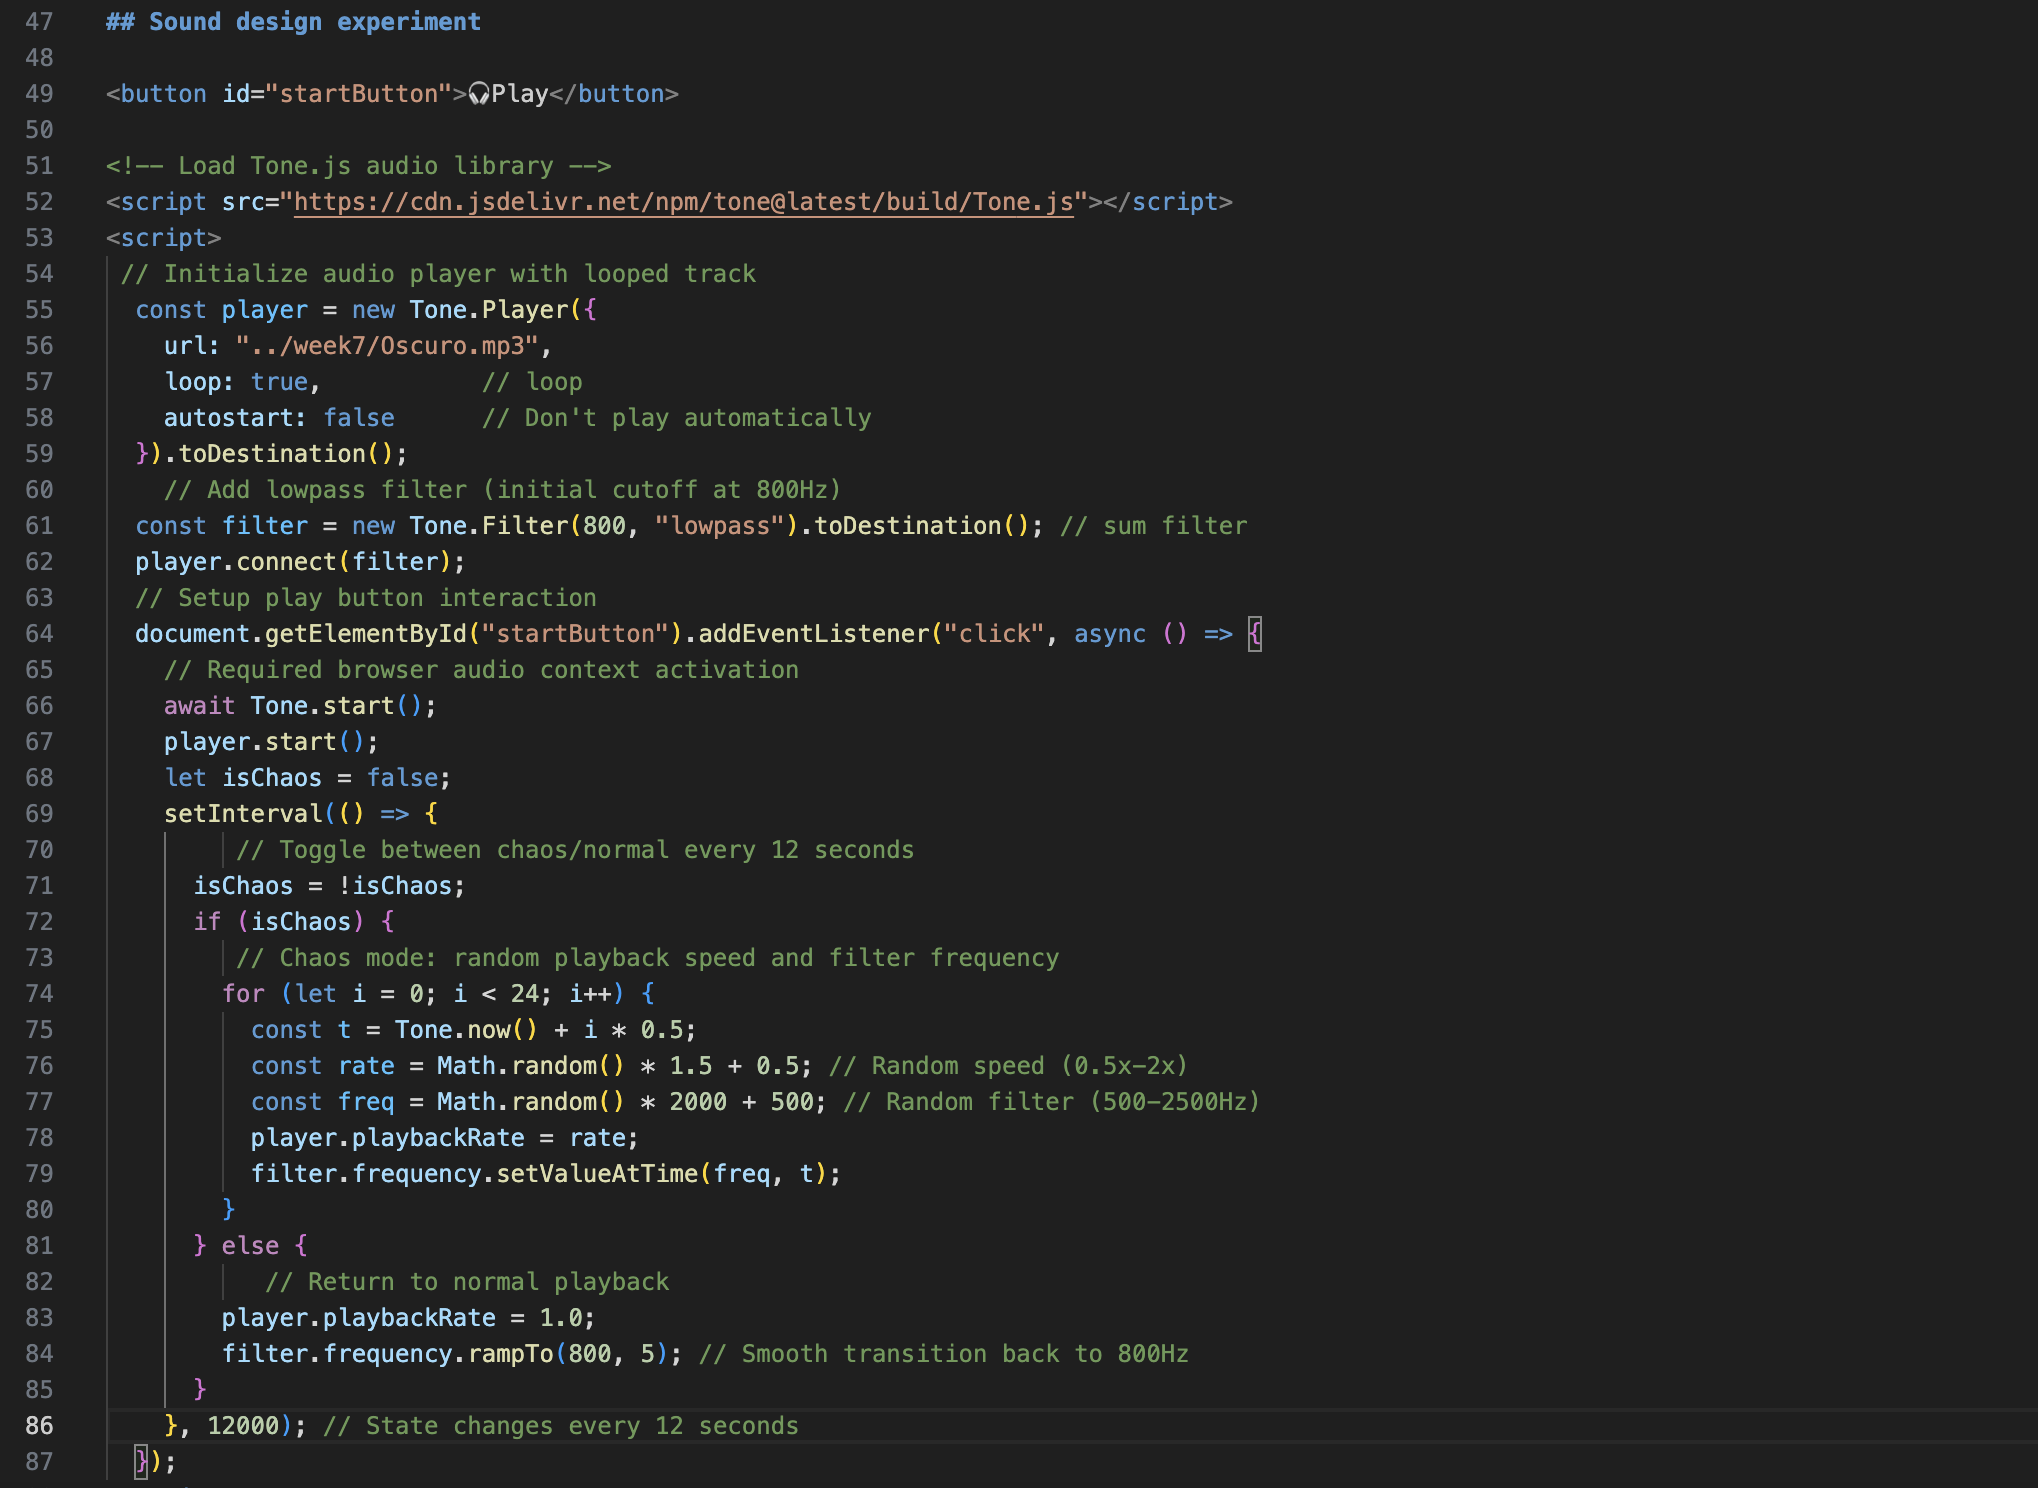 47 ## Sound design experiment
48
49 <button id="startButton">🎧Play</button>
50
51 <!-- Load Tone.js audio library -->
52 <script src="https://cdn.jsdelivr.net/npm/tone@latest/build/Tone.js"></script>
53 <script>
54 // Initialize audio player with looped track
55 const player = new Tone.Player({
56 url: "../week7/Oscuro.mp3",
57 loop: true, // loop
58 autostart: false // Don't play automatically
59 }).toDestination();
60 // Add lowpass filter (initial cutoff at 800Hz)
61 const filter = new Tone.Filter(800, "lowpass").toDestination(); // sum filter
62 player.connect(filter);
63 // Setup play button interaction
64 document.getElementById("startButton").addEventListener("click", async () => {
65 // Required browser audio context activation
66 await Tone.start();
67 player.start();
68 let isChaos = false;
69 setInterval(() => {
70 // Toggle between chaos/normal every 12 seconds
71 isChaos = !isChaos;
72 if (isChaos) {
73 // Chaos mode: random playback speed and filter frequency
74 for (let i = 0; i < 24; i++) {
75 const t = Tone.now() + i * 0.5;
76 const rate = Math.random() * 1.5 + 0.5; // Random speed (0.5x-2x)
77 const freq = Math.random() * 2000 + 500; // Random filter (500-2500Hz)
78 player.playbackRate = rate;
79 filter.frequency.setValueAtTime(freq, t);
80 }
81 } else {
82 // Return to normal playback
83 player.playbackRate = 1.0;
84 filter.frequency.rampTo(800, 5); // Smooth transition back to 800Hz
85 }
86 }, 12000); // State changes every 12 seconds
87 });